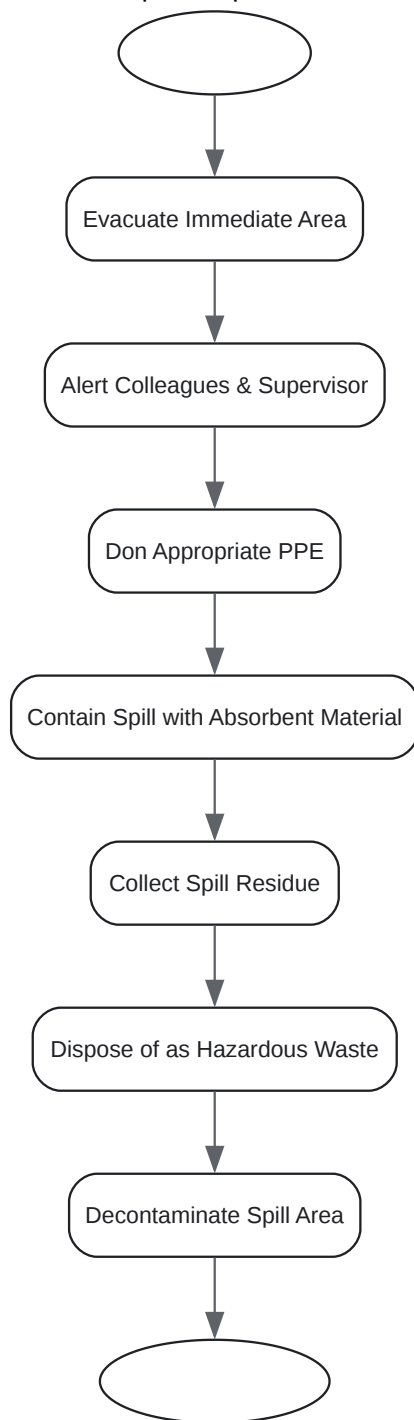 Evacuate Immediate Area
Alert Colleagues & Supervisor
Don Appropriate PPE
Contain Spill with Absorbent Material
Collect Spill Residue
Dispose of as Hazardous Waste
Decontaminate Spill Area